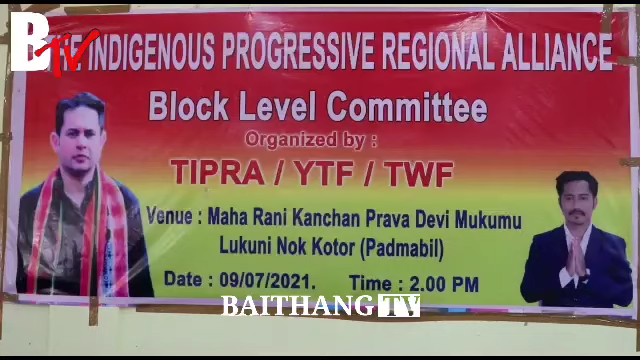 BTV
THE INDIGENOUS PROGRESSIVE REGIONAL ALLIANCE
Block Level Committee
Organized by :
TIPRA / YTF / TWF
Venue : Maha Rani Kanchan Prava Devi Mukumu
Lukuni Nok Kotor (Padmabil)
Date : 09/07/2021. Time : 2.00 PM
BAITHANG TV